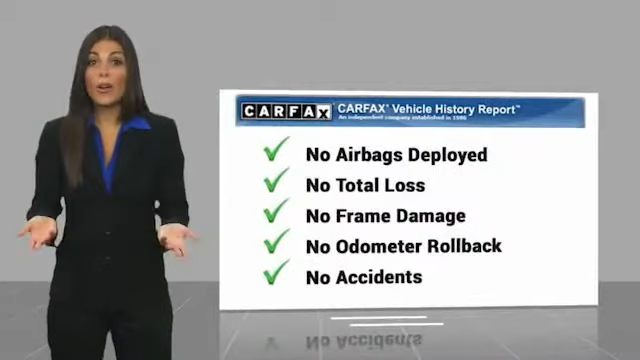 CARFAX CARFAX® Vehicle History Report™
An independent company established in 1986
No Airbags Deployed
No Total Loss
No Frame Damage
No Odometer Rollback
No Accidents